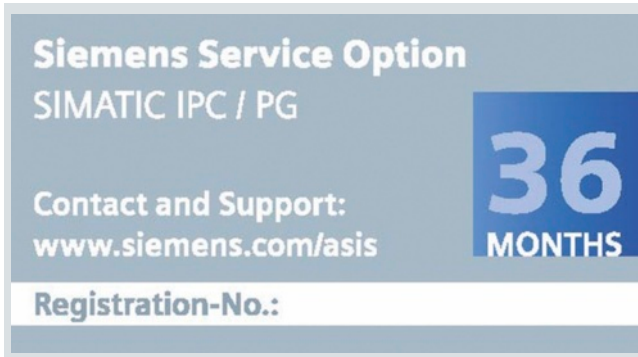 Siemens Service Option
SIMATIC IPC / PG
36
MONTHS
Contact and Support:
www.siemens.com/asis
Registration-No.: